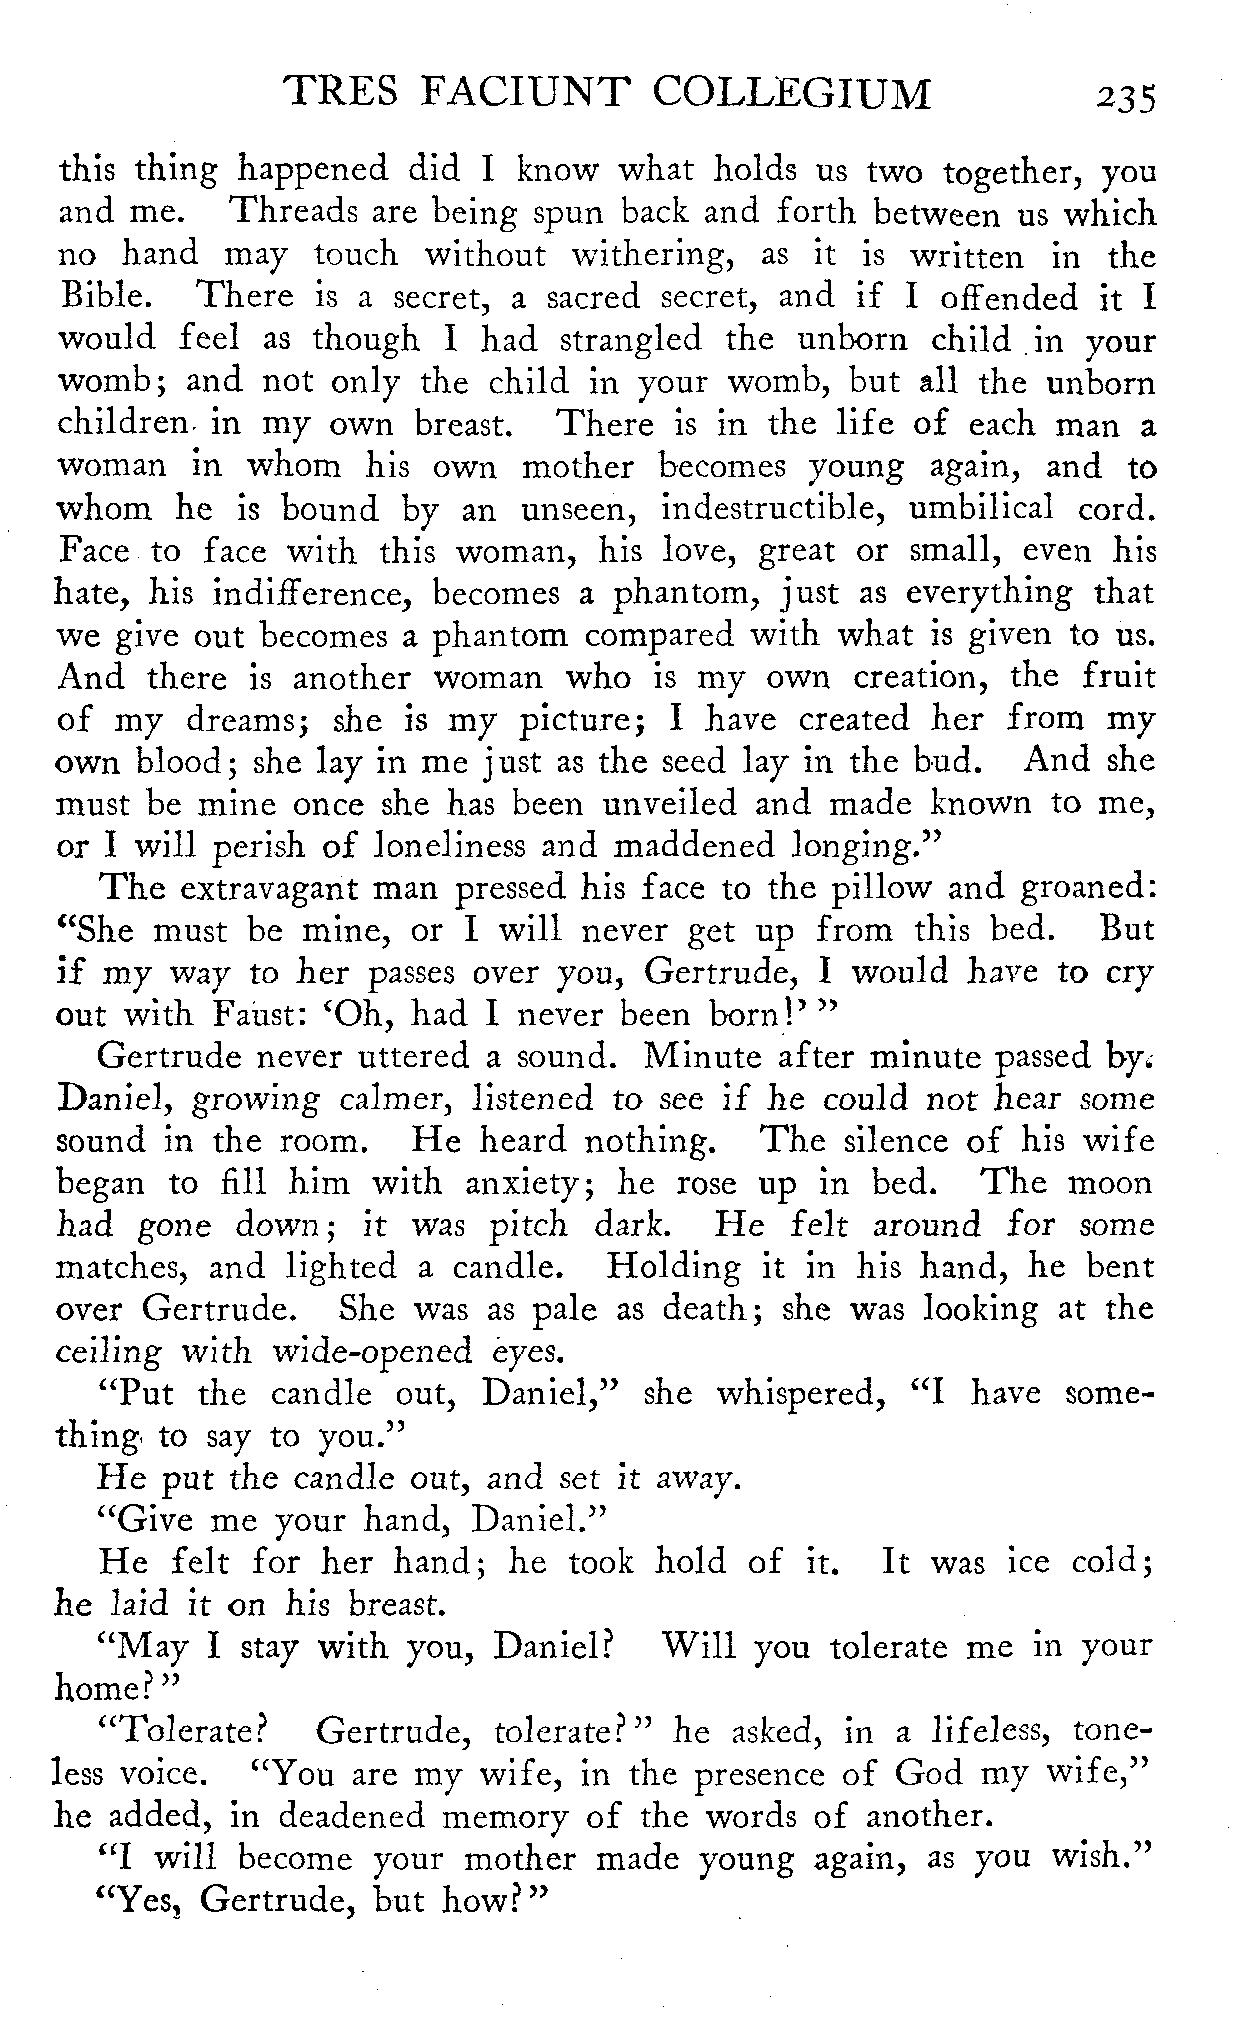 TRES FACIUNT COLLEGIUM 235
this thing happened did I know what holds us two together, you
and me. Threads are being spun back and forth between us which
no hand may touch without withering, as it is written in the
Bible. There is a secret, a sacred secret, and if I offended it I
would feel as though I had strangled the unborn child in your
womb; and not only the child in your womb, but all the unborn
children in my own breast. There is in the life of each man a
woman in whom his own mother becomes young again, and to
whom he is bound by an unseen, indestructible, umbilical cord.
Face to face with this woman, his love, great or small, even his
hate, his indifference, becomes a phantom, just as everything that
we give out becomes a phantom compared with what is given to us.
And there is another woman who is my own creation, the fruit
of my dreams; she is my picture; I have created her from my
own blood; she lay in me just as the seed lay in the bud. And she
must be mine once she has been unveiled and made known to me,
or I will perish of loneliness and maddened longing.”
The extravagant man pressed his face to the pillow and groaned:
“She must be mine, or I will never get up from this bed. But
if my way to her passes over you, Gertrude, I would have to cry
out with Faust: ‘Oh, had I never been born!’ ”
Gertrude never uttered a sound. Minute after minute passed by.
Daniel, growing calmer, listened to see if he could not hear some
sound in the room. He heard nothing. The silence of his wife
began to fill him with anxiety; he rose up in bed. The moon
had gone down; it was pitch dark. He felt around for some
matches, and lighted a candle. Holding it in his hand, he bent
over Gertrude. She was as pale as death; she was looking at the
ceiling with wide-opened eyes.
“Put the candle out, Daniel,” she whispered, “I have some-
thing to say to you.”
He put the candle out, and set it away.
“Give me your hand, Daniel.”
He felt for her hand; he took hold of it. It was ice cold;
he laid it on his breast.
“May I stay with you, Daniel? Will you tolerate me in your
home?”
“Tolerate? Gertrude, tolerate?” he asked, in a lifeless, tone-
less voice. “You are my wife, in the presence of God my wife,”
he added, in deadened memory of the words of another.
“I will become your mother made young again, as you wish.”
“Yes, Gertrude, but how?”